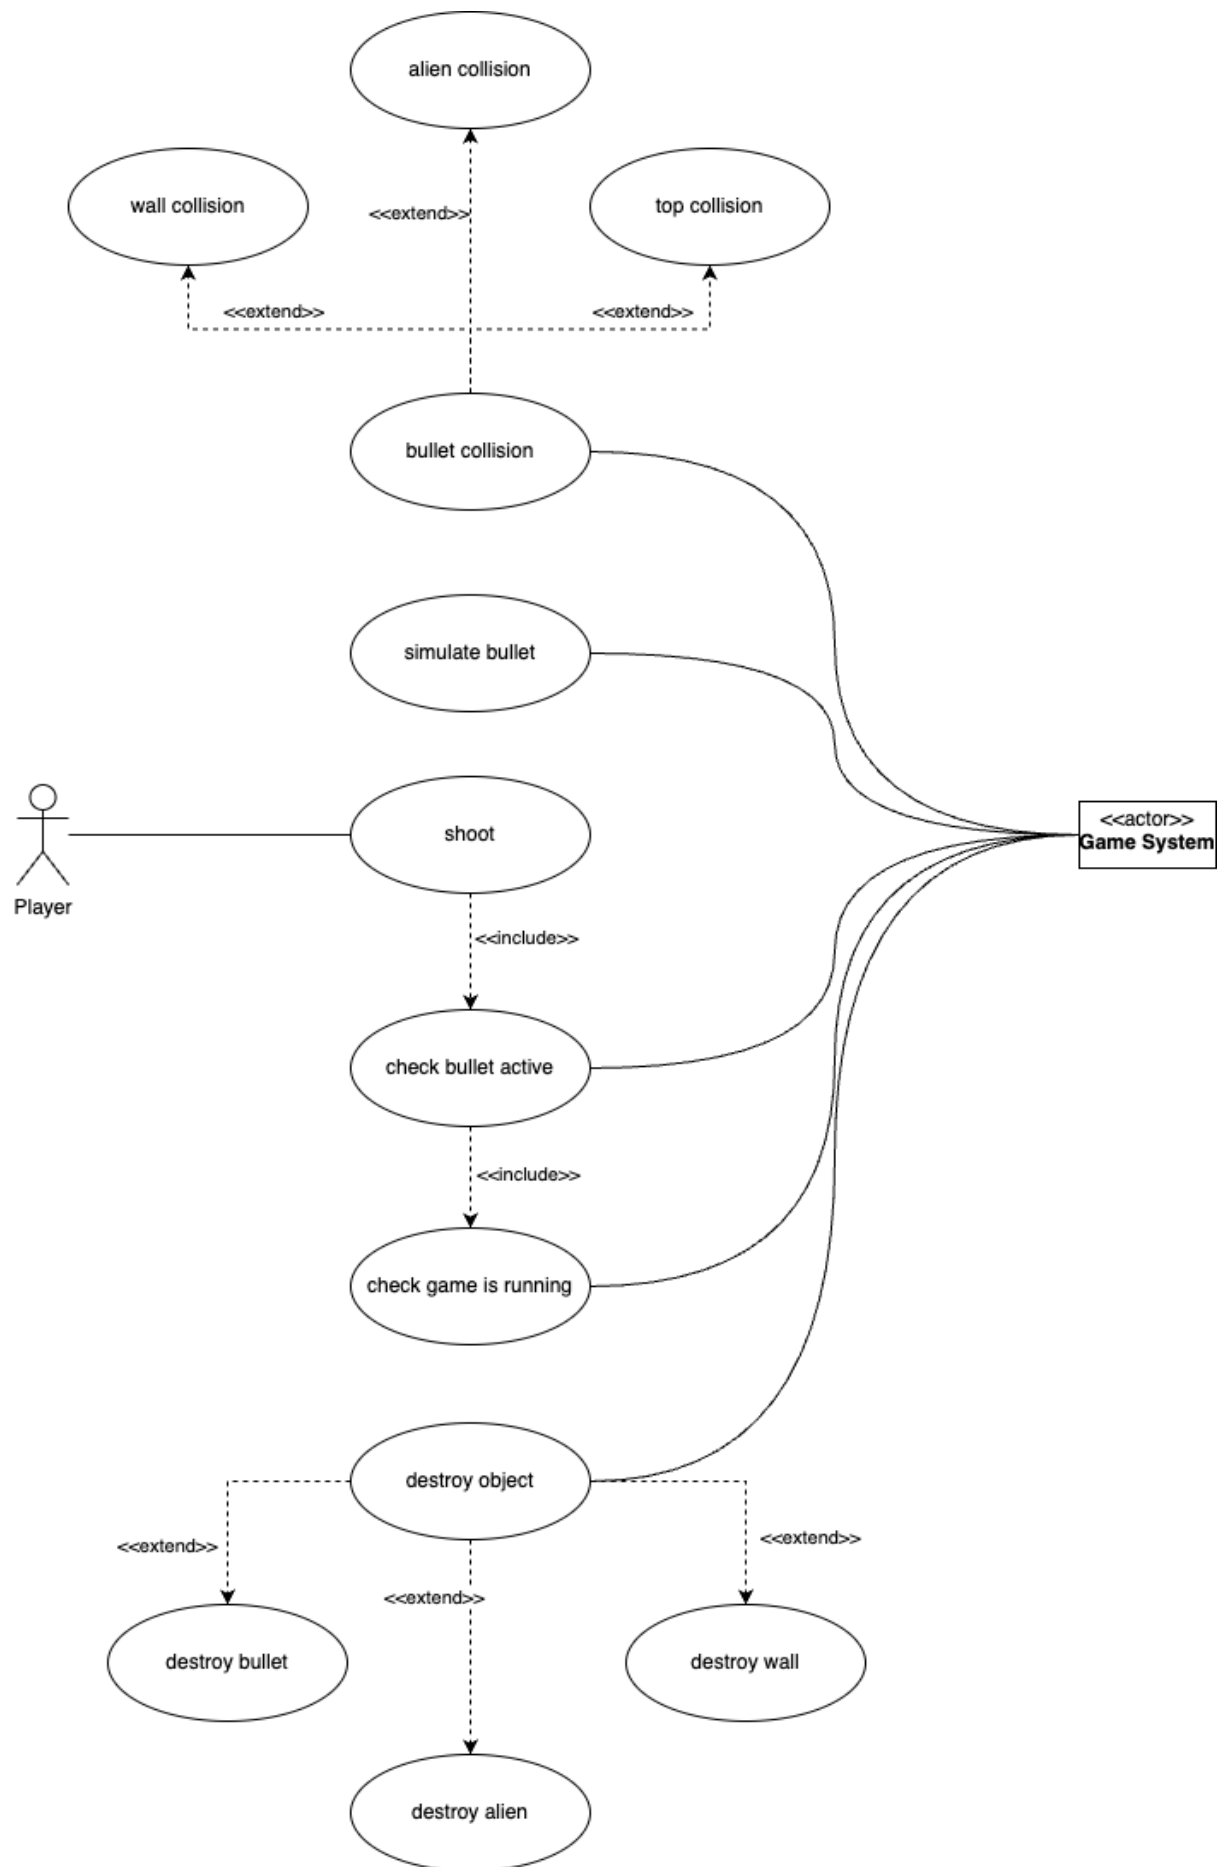 alien collision
wall collision
<<extend>>
top collision
<<extend>>
<<extend>>
bullet collision
simulate bullet
shoot
Player
<<actor>>
Game System
<<include>>
check bullet active
<<include>>
check game is running
destroy object
<<extend>>
<<extend>>
<<extend>>
destroy bullet
destroy wall
destroy alien